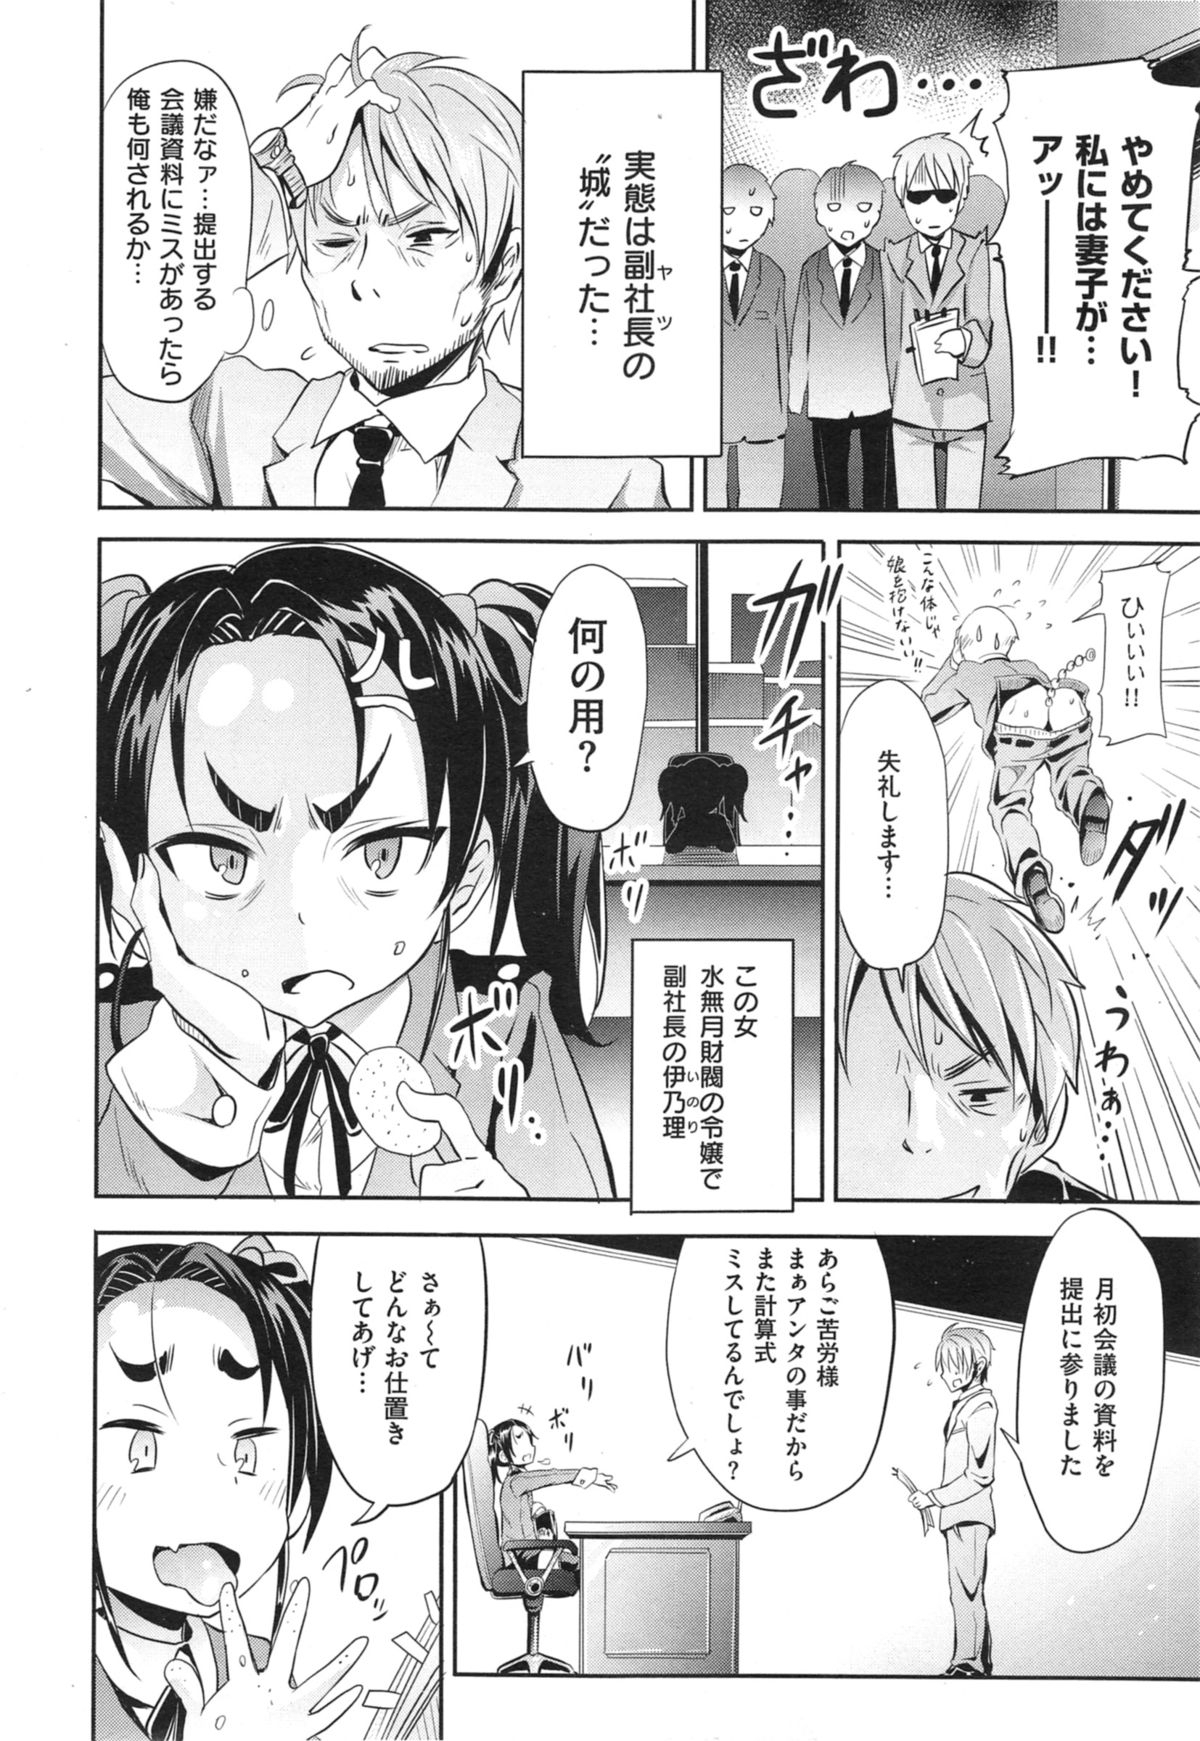 やめてください!
私には妻子が…
アッ――!!
ざわ…
実態は副社長の
ヤツ
〝城〟だった…
嫌だなァ…提出する
会議資料にミスがあったら
俺も何されるか…
ひぃぃぃ!!
こんな体じゃ
娘を抱けない!!
ダダ
失礼します…
うわぁ…
ガチャ
ボリ
ボリ
何の用?
この女
水無月財閥の令嬢で
副社長の伊乃理
いのり
ボリ
月初会議の資料を
提出に参りました
あらご苦労様
まぁアンタの事だから
また計算式
ミスしてるんでしょ?
バッ
ボリ
さぁ〜て
どんなお仕置き
してあげ…